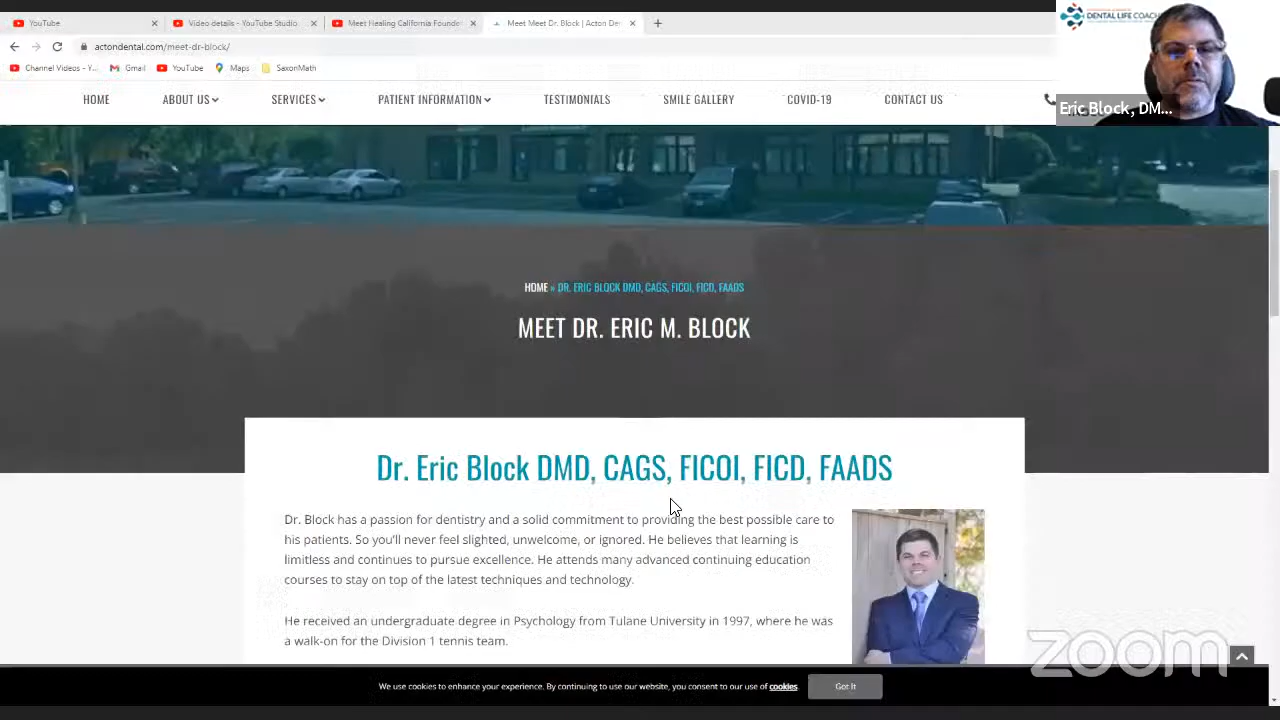 YouTube
Video details - YouTube Studio
Meet Healing California Founde
Meet Meet Dr. Block | Acton De
actondental.com/meet-dr-block/
Channel Videos - Y...
Gmail
YouTube
Maps
SaxonMath
DENTAL LIFE COACH
Eric Block, DM...
HOME
ABOUT US
SERVICES
PATIENT INFORMATION
TESTIMONIALS
SMILE GALLERY
COVID-19
CONTACT US
HOME » DR. ERIC BLOCK DMD, CAGS, FICOI, FICD, FAADS
MEET DR. ERIC M. BLOCK
Dr. Eric Block DMD, CAGS, FICOI, FICD, FAADS
Dr. Block has a passion for dentistry and a solid commitment to providing the best possible care to
his patients. So you'll never feel slighted, unwelcome, or ignored. He believes that learning is
limitless and continues to pursue excellence. He attends many advanced continuing education
courses to stay on top of the latest techniques and technology.
He received an undergraduate degree in Psychology from Tulane University in 1997, where he was
a walk-on for the Division 1 tennis team.
zoom
We use cookies to enhance your experience. By continuing to use our website, you consent to our use of cookies.
Got It